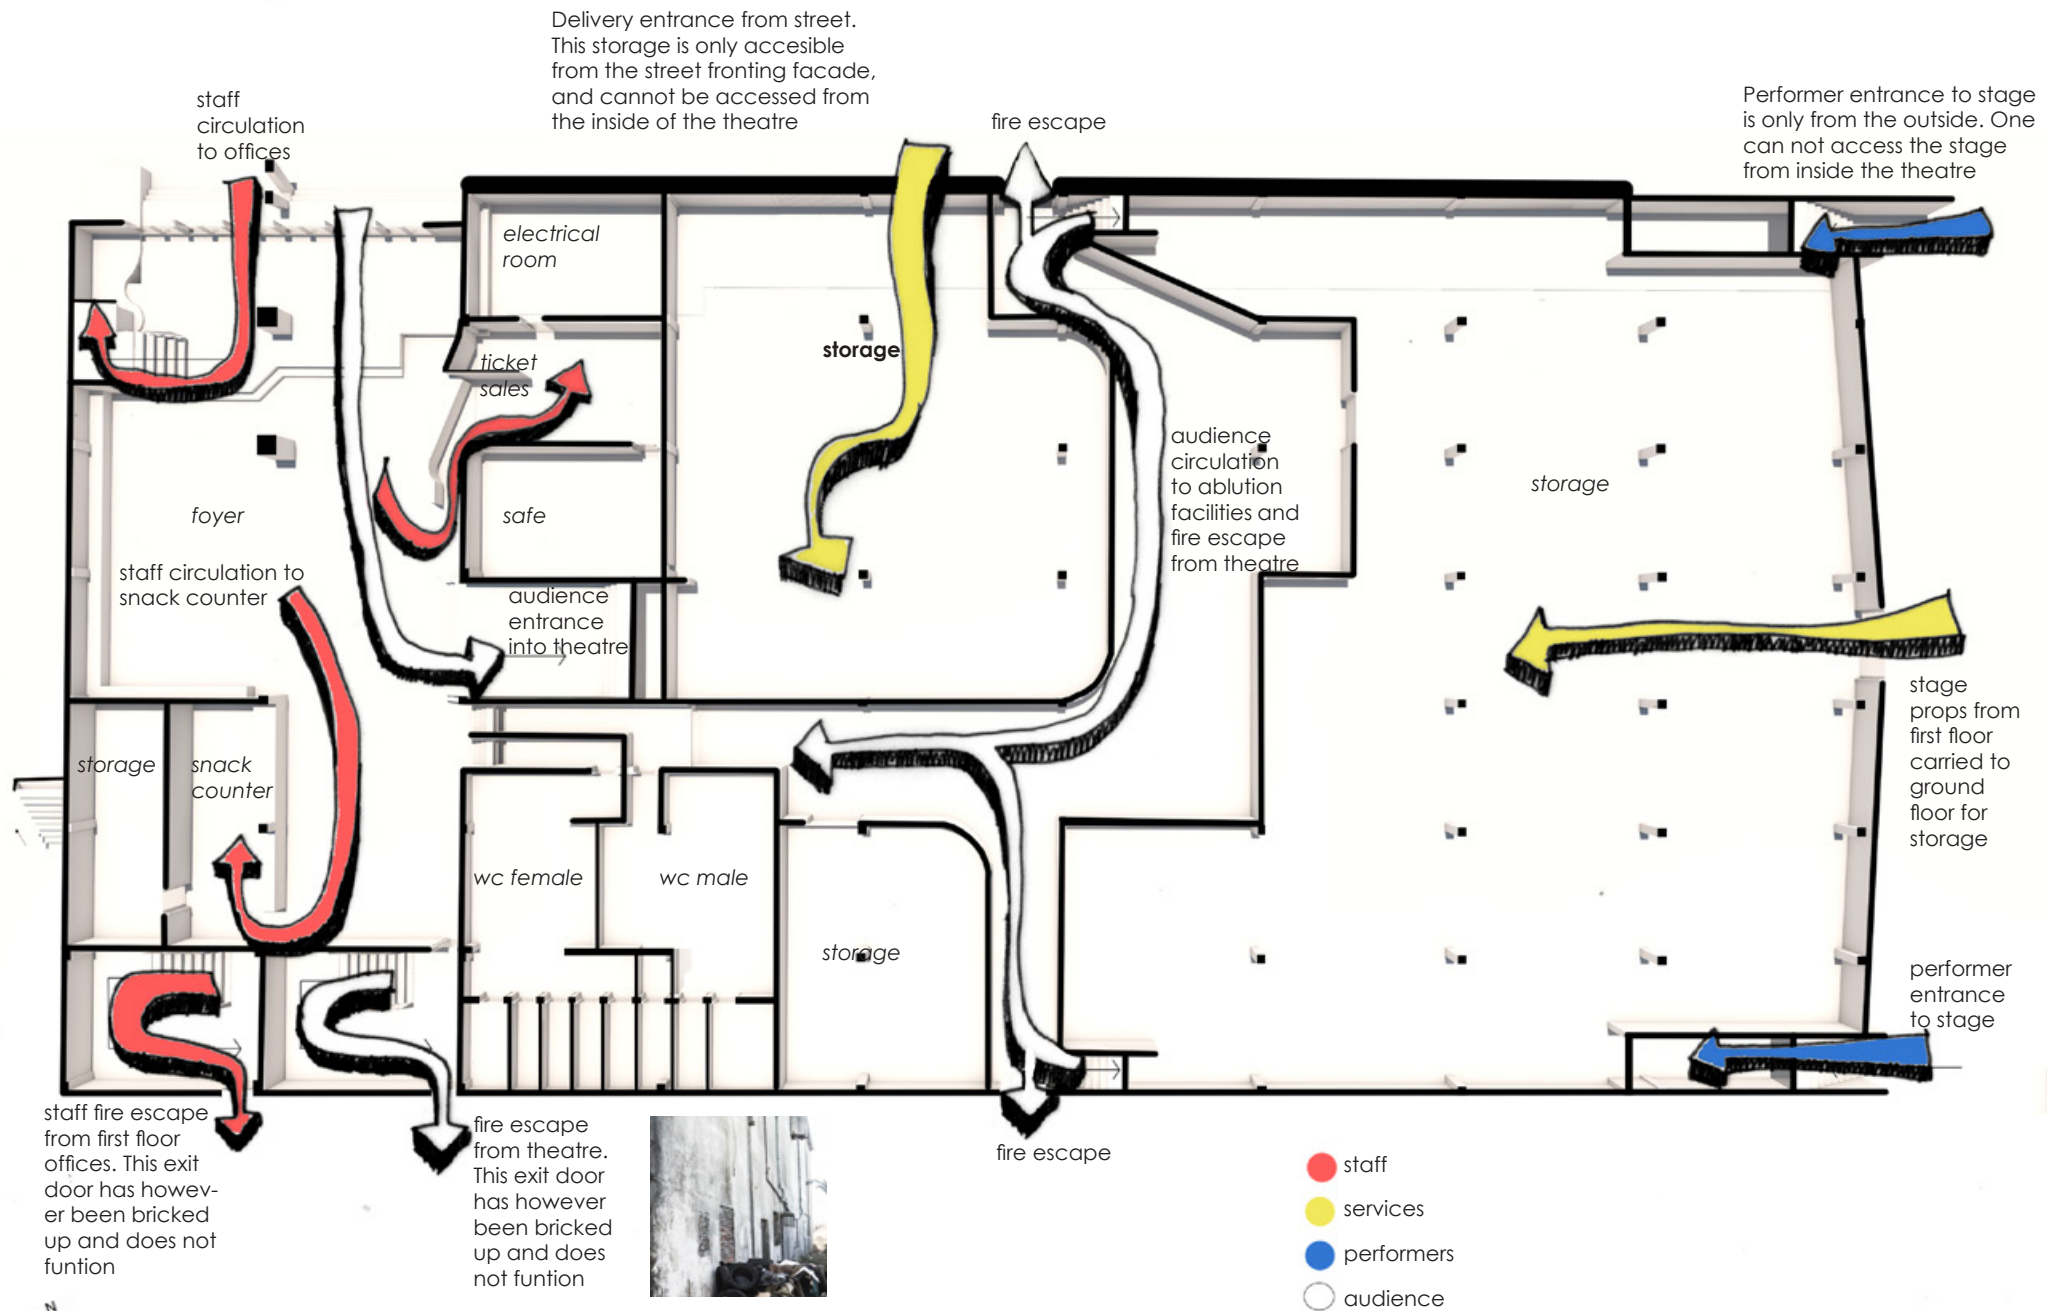 Delivery entrance from street.
This storage is only accesible
from the street fronting facade,
and cannot be accessed from
the inside of the theatre
staff
circulation
to offices
fire escape
Performer entrance to stage
is only from the outside. One
can not access the stage
from inside the theatre
electrical
room
ticket
sales
storage
audience
circulation
to ablution
facilities and
fire escape
from theatre
storage
foyer
safe
staff circulation to
snack counter
audience
entrance
into theatre
stage
props from
first floor
carried to
ground
floor for
storage
storage
snack
counter
wc female
wc male
storage
performer
entrance
to stage
staff fire escape
from first floor
offices. This exit
door has howev-
er been bricked
up and does not
funtion
fire escape
from theatre.
This exit door
has however
been bricked
up and does
not funtion
fire escape
staff
services
performers
audience
N